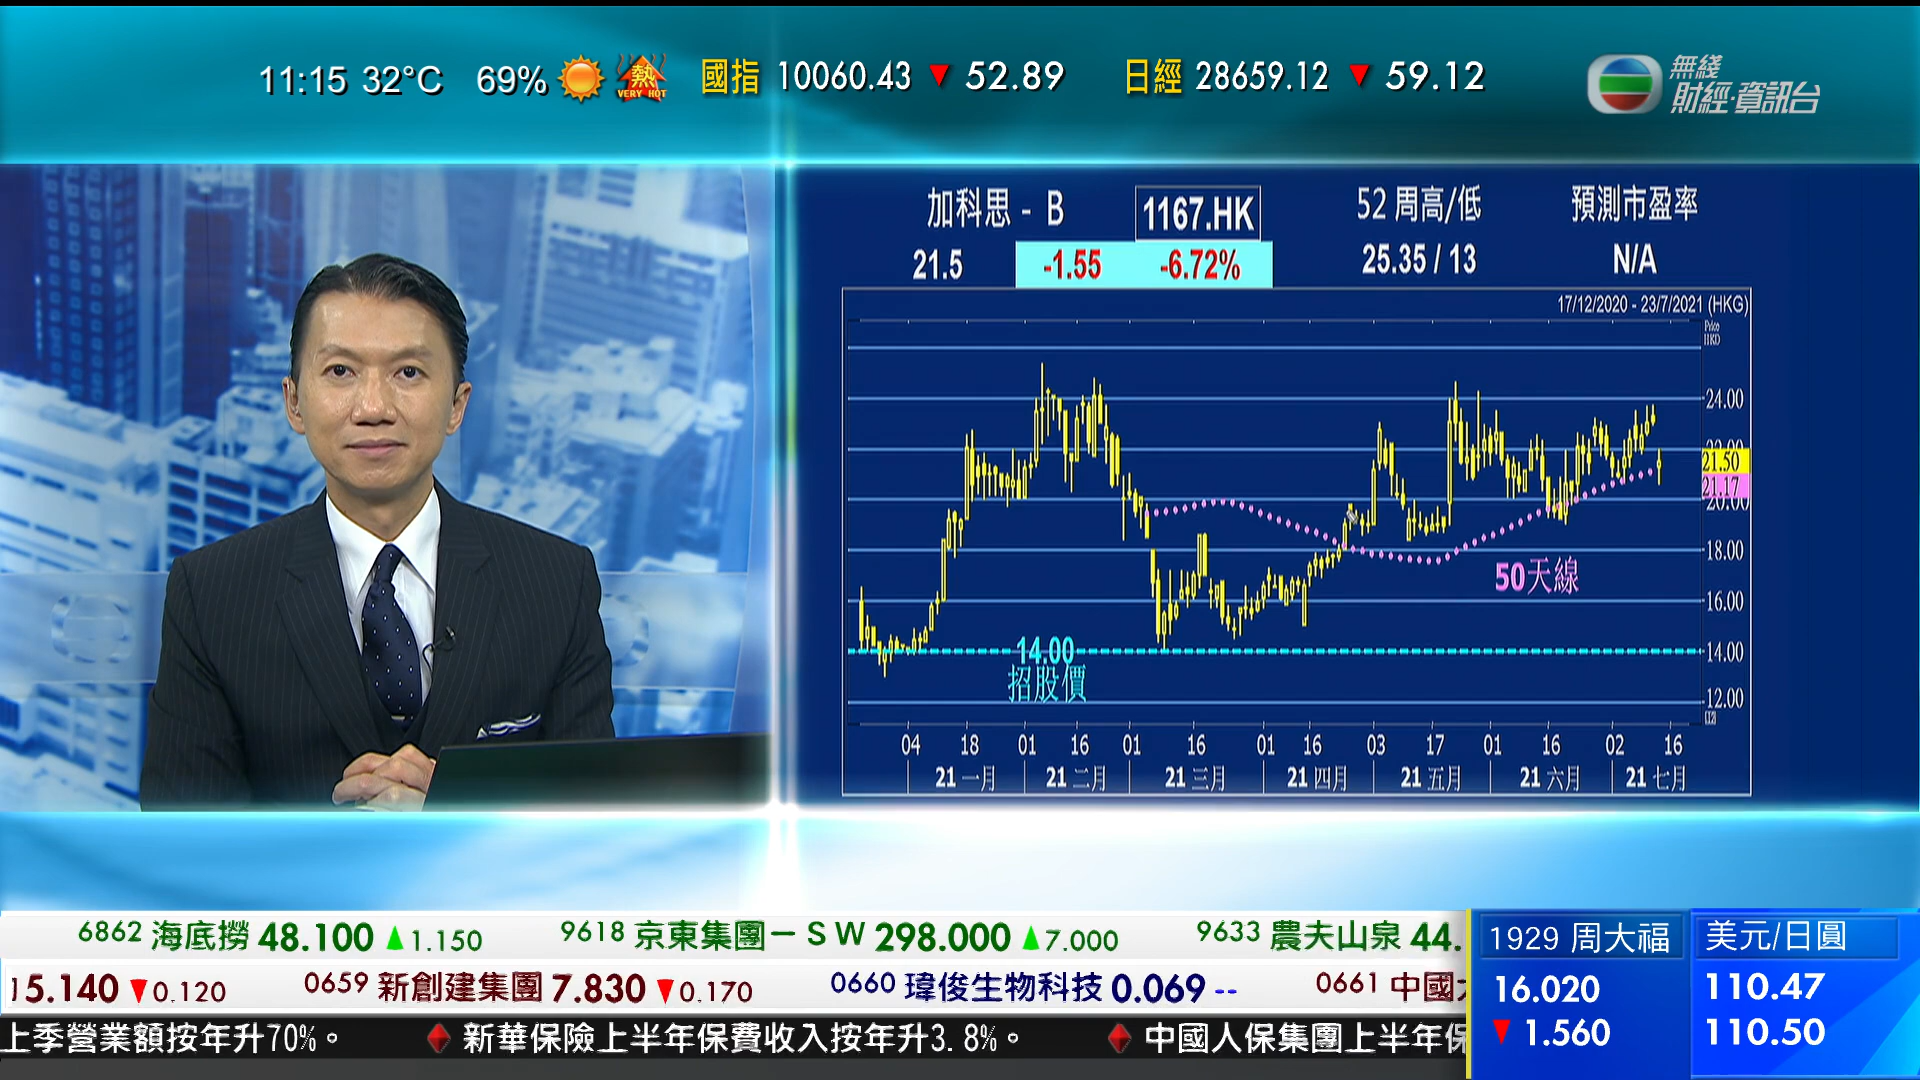 11:15 32°C 69% 熱 VERY HOT 國指 10060.43 ▼ 52.89 日經 28659.12 ▼ 59.12
無綫
財經·資訊台
加科思 - B 1167.HK 52 周高/低 預測市盈率
21.5 -1.55 -6.72% 25.35 / 13 N/A
17/12/2020 - 23/7/2021 (HKG)
Price
HKD
24.00
22.00
21.50
21.17
20.00
18.00
50天線
16.00
14.00 14.00
招股價
12.00
04 18 01 16 01 16 01 16 03 17 01 16 02 16
21 一月 21 二月 21 三月 21 四月 21 五月 21 六月 21 七月
6862 海底撈 48.100 ▲1.150 9618 京東集團－ＳＷ 298.000 ▲7.000 9633 農夫山泉 44.
15.140 ▼0.120 0659 新創建集團 7.830 ▼0.170 0660 瑋俊生物科技 0.069 -- 0661 中國
上季營業額按年升70%。 ♦ 新華保險上半年保費收入按年升3.8%。 ♦ 中國人保集團上半年保
1929 周大福
16.020
▼ 1.560
美元/日圓
110.47
110.50